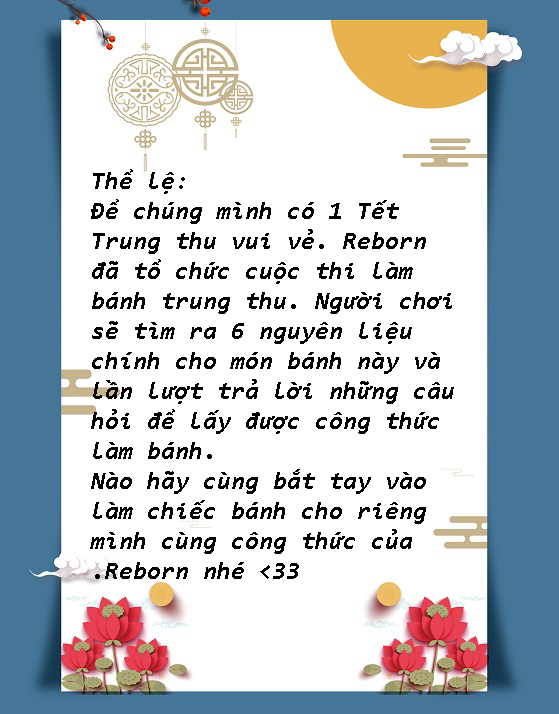 Thể lệ:
Để chúng mình có 1 Tết
Trung thu vui vẻ. Reborn
đã tổ chức cuộc thi làm
bánh trung thu. Người chơi
sẽ tìm ra 6 nguyên liệu
chính cho món bánh này và
lần lượt trả lời những câu
hỏi để lấy được công thức
làm bánh.
Nào hãy cùng bắt tay vào
làm chiếc bánh cho riêng
mình cùng công thức của
.Reborn nhé <33